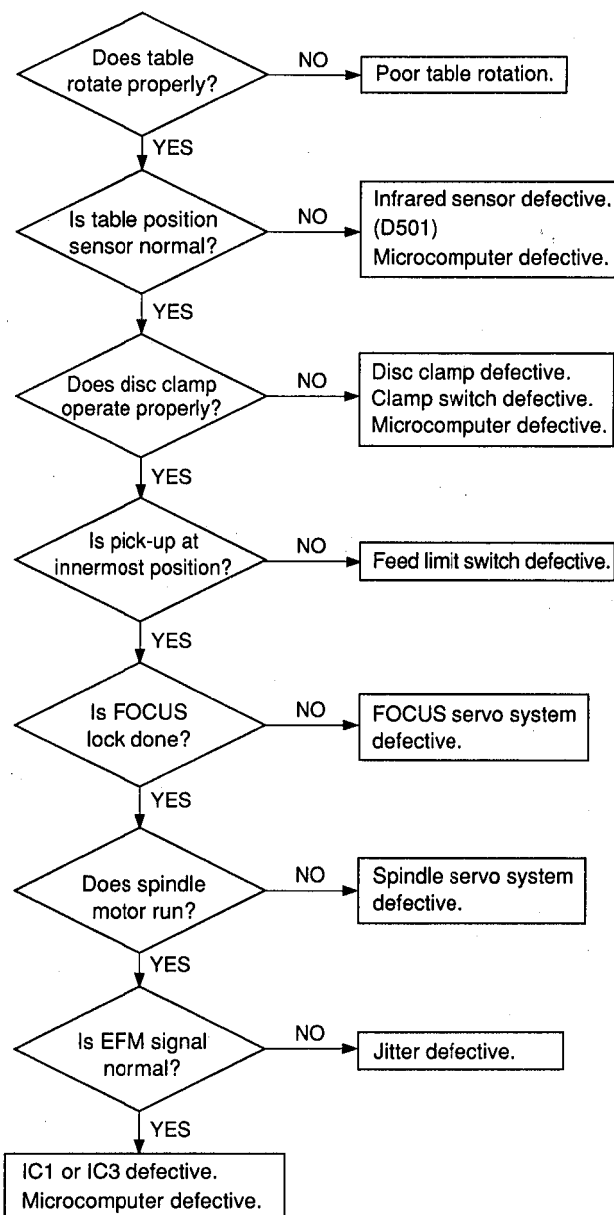 Does table
rotate properly?
NO
Poor table rotation.
YES
Is table position
sensor normal?
NO
Infrared sensor defective.
(D501)
Microcomputer defective.
YES
Does disc clamp
operate properly?
NO
Disc clamp defective.
Clamp switch defective.
Microcomputer defective.
YES
Is pick-up at
innermost position?
NO
Feed limit switch defective.
YES
Is FOCUS
lock done?
NO
FOCUS servo system
defective.
YES
Does spindle
motor run?
NO
Spindle servo system
defective.
YES
Is EFM signal
normal?
NO
Jitter defective.
YES
IC1 or IC3 defective.
Microcomputer defective.